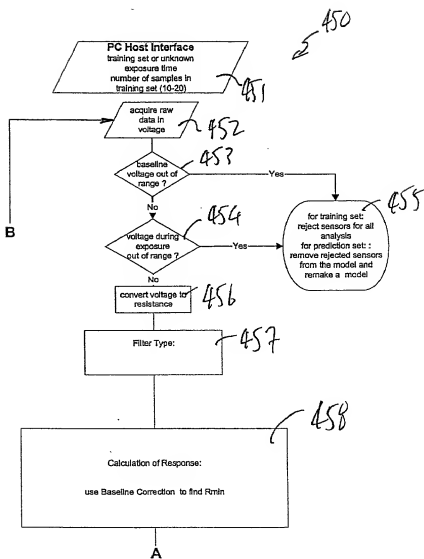 450
PC Host Interface
training set or unknown
exposure time
number of samples in
training set (10-20)
451
acquire raw
data in
voltage
452
453
baseline
voltage out of
range ?
Yes
No
454
455
for training set:
reject sensors for all
analysis
for prediction set: :
remove rejected sensors
from the model and
remake a model
B
voltage during
exposure
out of range ?
Yes
No
convert voltage to
resistance
456
Filter Type:
457
458
Calculation of Response:
use Baseline Correction to find Rmin
A